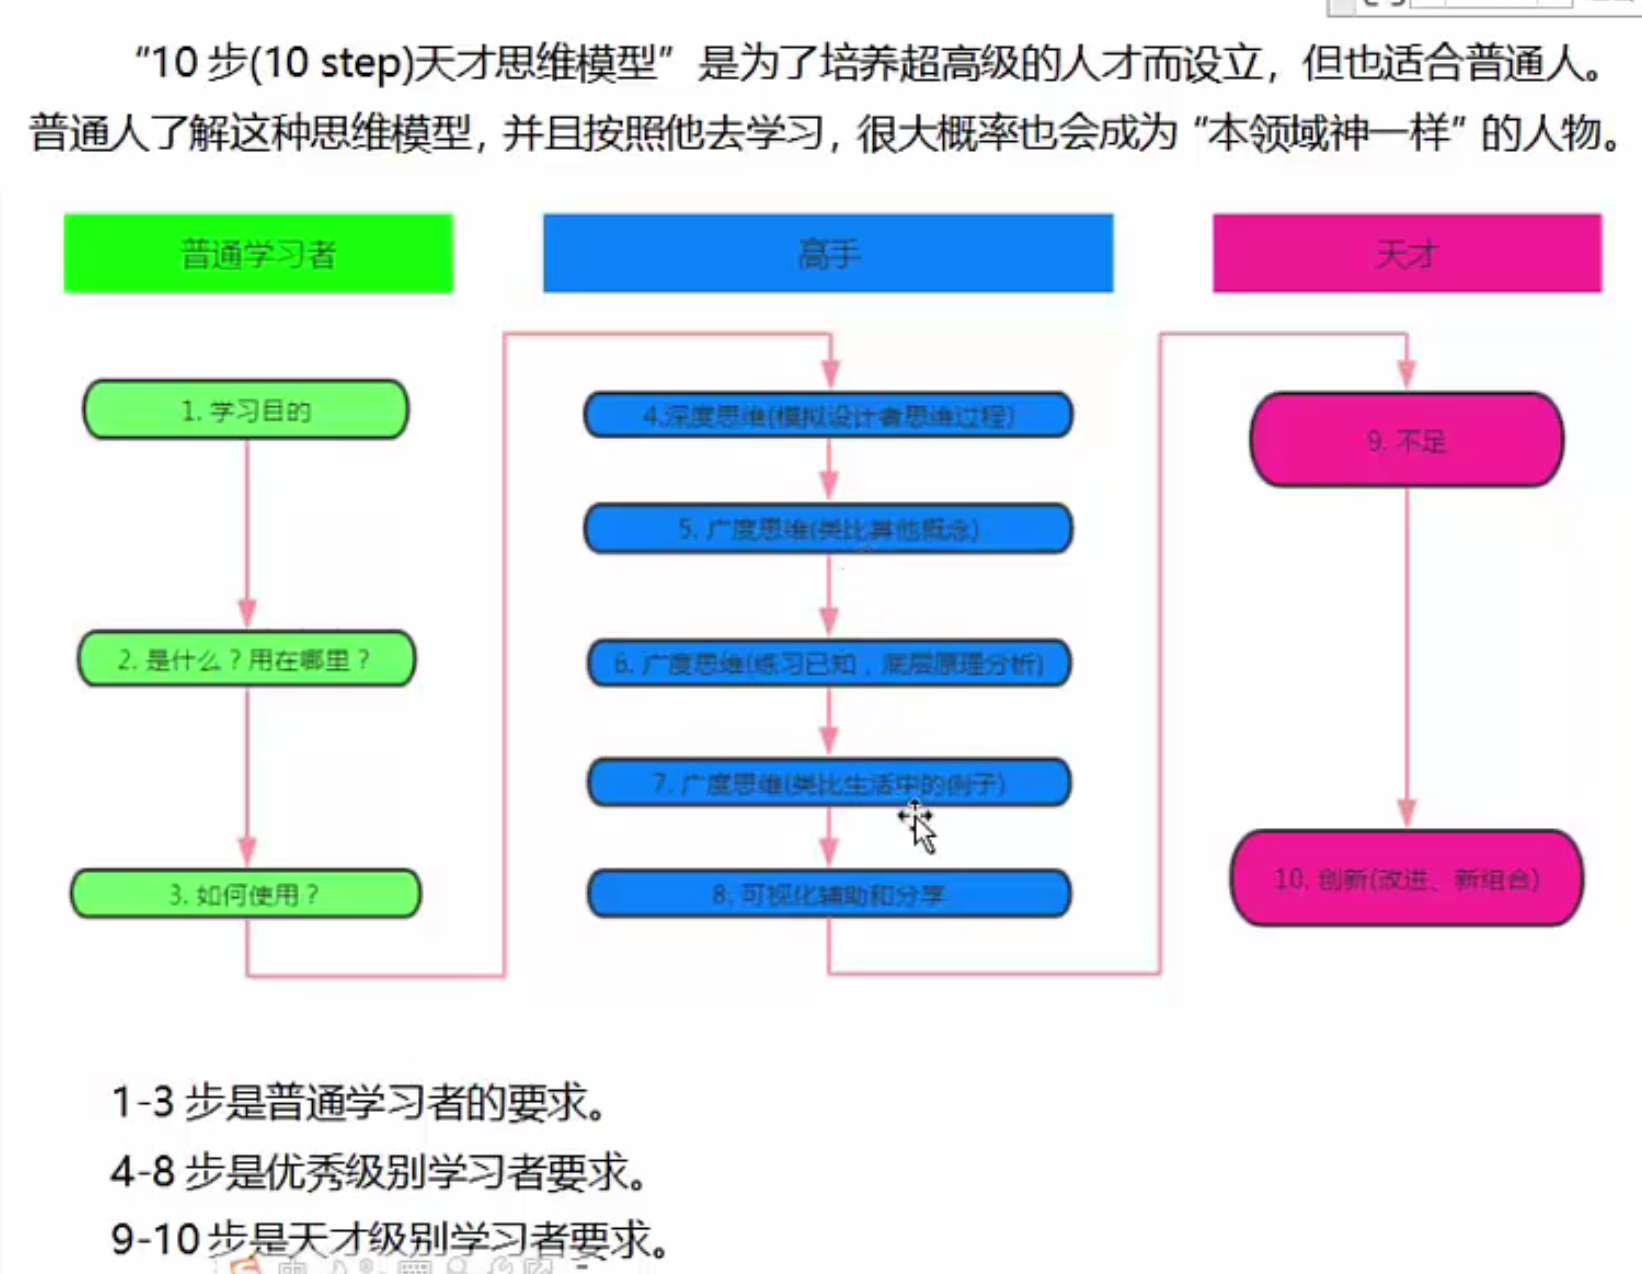 “10 步(10 step)天才思维模型”是为了培养超高级的人才而设立，但也适合普通人。
普通人了解这种思维模型，并且按照他去学习，很大概率也会成为“本领域神一样”的人物。
普通学习者
高手
天才
1. 学习目的
2. 是什么？用在哪里？
3. 如何使用？
4.深度思维(模拟设计者思维过程)
5. 广度思维(类比其他概念)
6. 广度思维(练习已知，底层原理分析)
7. 广度思维(类比生活中的例子)
8. 可视化辅助和分享
9. 不足
10. 创新(改进、新组合)
1-3 步是普通学习者的要求。
4-8 步是优秀级别学习者要求。
9-10 步是天才级别学习者要求。
中